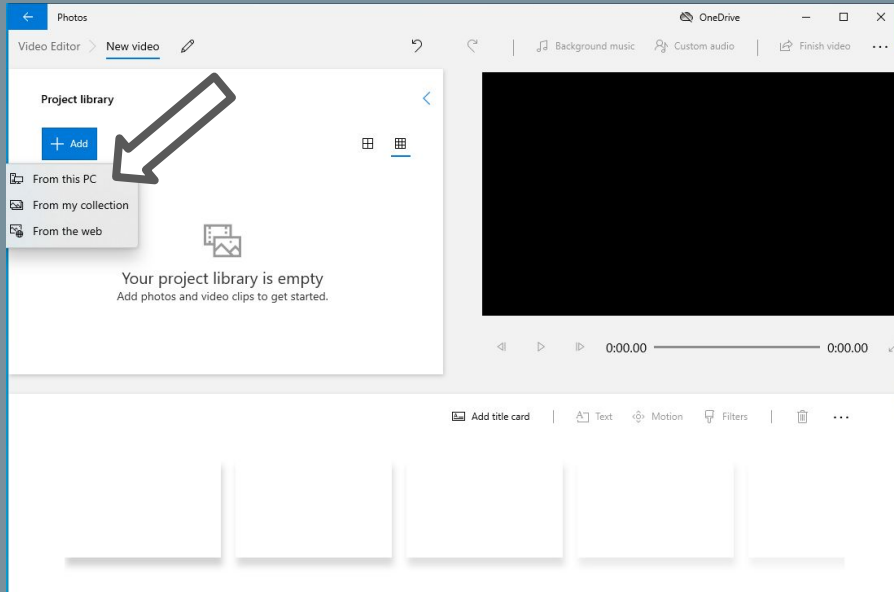 Photos
OneDrive
Video Editor
New video
Background music
Custom audio
Finish video
Project library
Add
From this PC
From my collection
From the web
Your project library is empty
Add photos and video clips to get started.
0:00.00
0:00.00
Add title card
Text
Motion
Filters